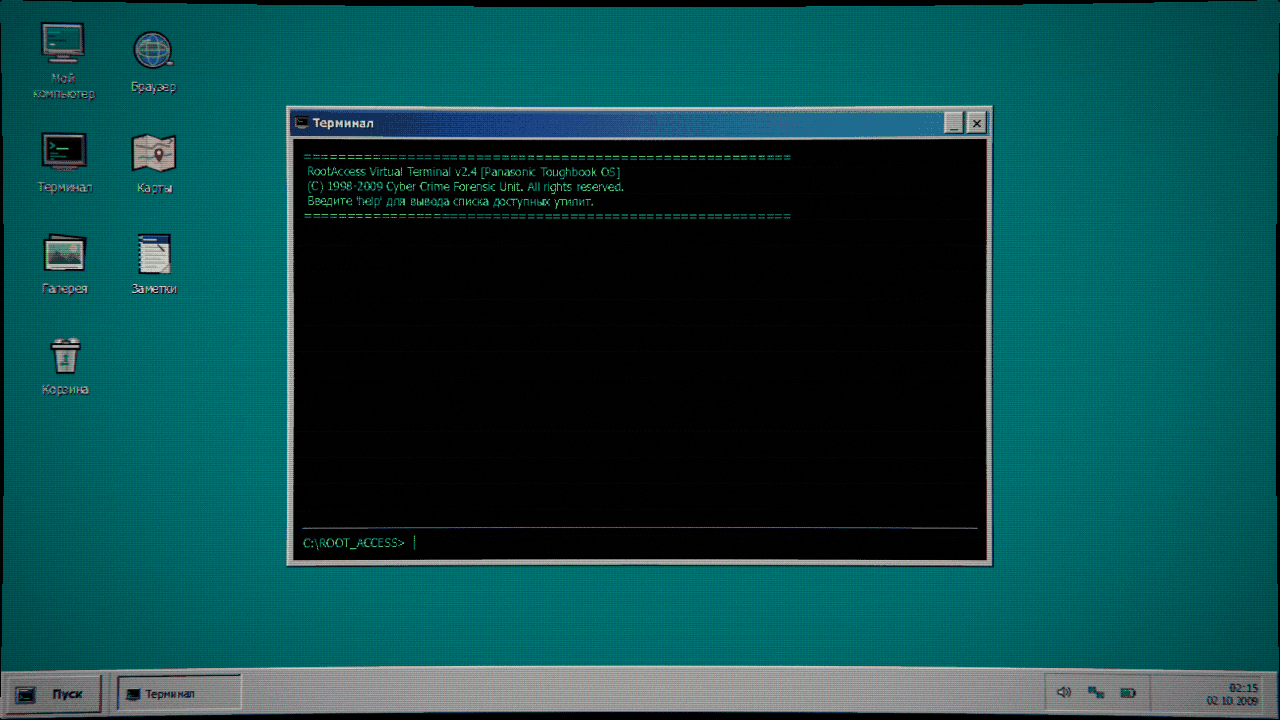 Мой
компьютер
Браузер
Терминал
Карты
Галерея
Заметки
Корзина
Терминал
==========================================================
RootAccess Virtual Terminal v2.4 [Panasonic Toughbook OS]
(C) 1998-2009 Cyber Crime Forensic Unit. All rights reserved.
Введите 'help' для вывода списка доступных утилит.
==========================================================
C:\ROOT_ACCESS>
Пуск
Терминал
02:15
02.10.2009